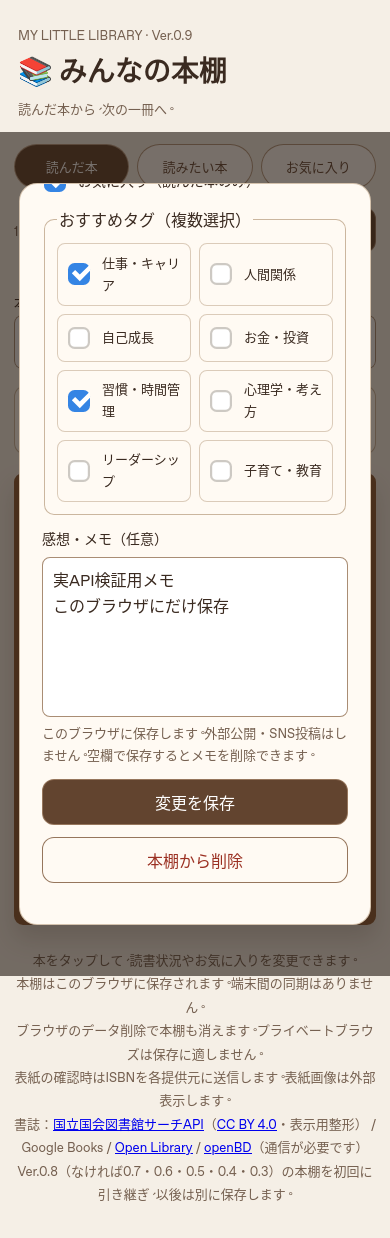 MY LITTLE LIBRARY · Ver.0.9
📚 みんなの本棚
読んだ本から、次の一冊へ。
読んだ本
読みたい本
お気に入り
お気に入り（読んだ本のみ）
おすすめタグ（複数選択）
仕事・キャリ
ア
人間関係
自己成長
お金・投資
習慣・時間管
理
心理学・考え
方
リーダーシッ
プ
子育て・教育
感想・メモ（任意）
実API検証用メモ
このブラウザにだけ保存
このブラウザに保存します。外部公開・SNS投稿はし
ません。空欄で保存するとメモを削除できます。
変更を保存
本棚から削除
本をタップして、読書状況やお気に入りを変更できます。
本棚はこのブラウザに保存されます。端末間の同期はありませ
ん。
ブラウザのデータ削除で本棚も消えます。プライベートブラウ
ズは保存に適しません。
表紙の確認時はISBNを各提供元に送信します。表紙画像は外部
表示します。
書誌：国立国会図書館サーチAPI（CC BY 4.0・表示用整形） /
Google Books / Open Library / openBD（通信が必要です）
Ver.0.8（なければ0.7・0.6・0.5・0.4・0.3）の本棚を初回に
引き継ぎ、以後は別に保存します。